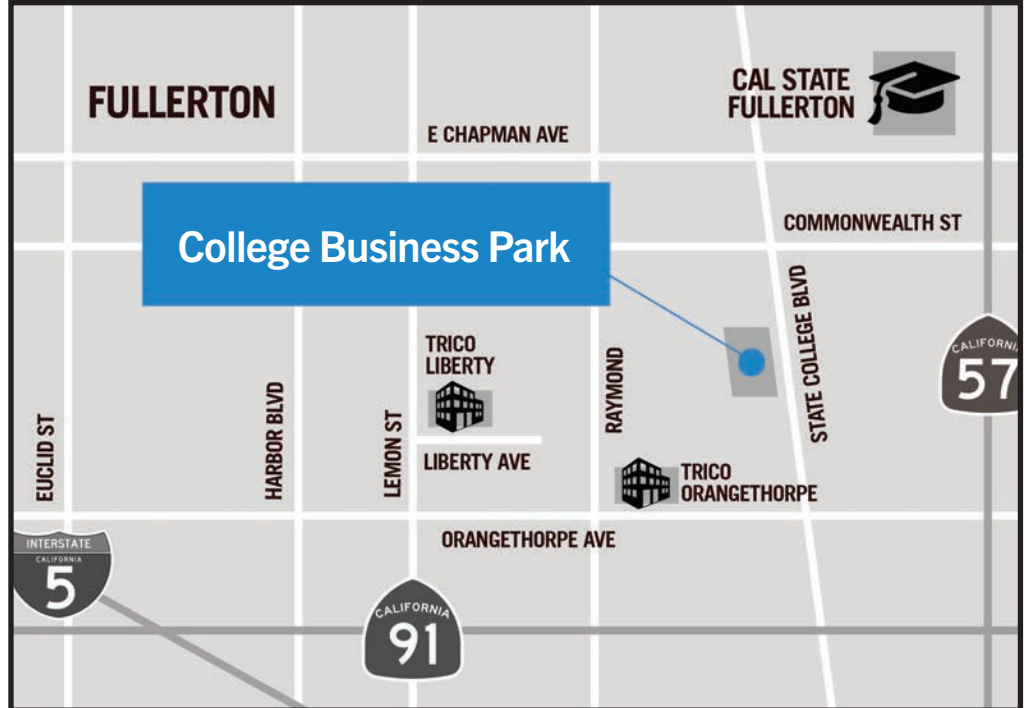 FULLERTON
CAL STATE
FULLERTON
E CHAPMAN AVE
COMMONWEALTH ST
College Business Park
TRICO
LIBERTY
RAYMOND
STATE COLLEGE BLVD
CALIFORNIA
57
EUCLID ST
HARBOR BLVD
LEMON ST
LIBERTY AVE
TRICO
ORANGETHORPE
ORANGETHORPE AVE
INTERSTATE
CALIFORNIA
5
CALIFORNIA
91